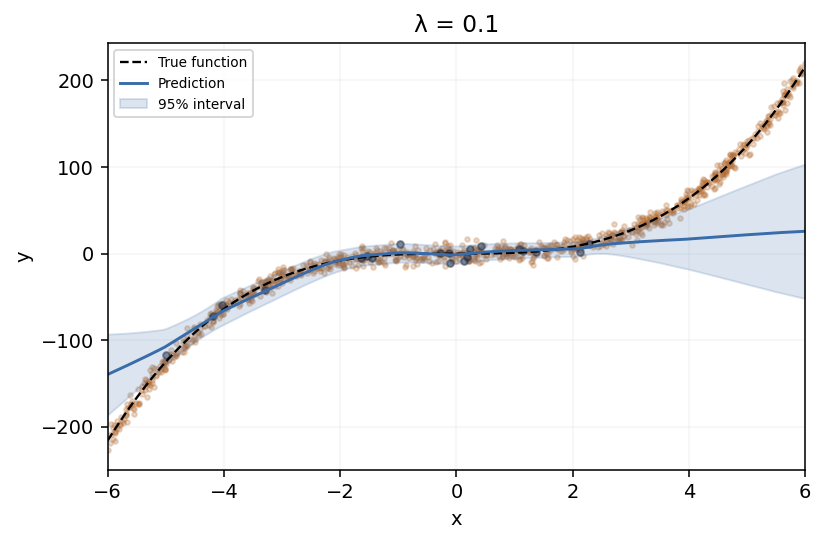 λ = 0.1
True function
Prediction
95% interval
200
100
0
−100
−200
y
−6 −4 −2 0 2 4 6
x